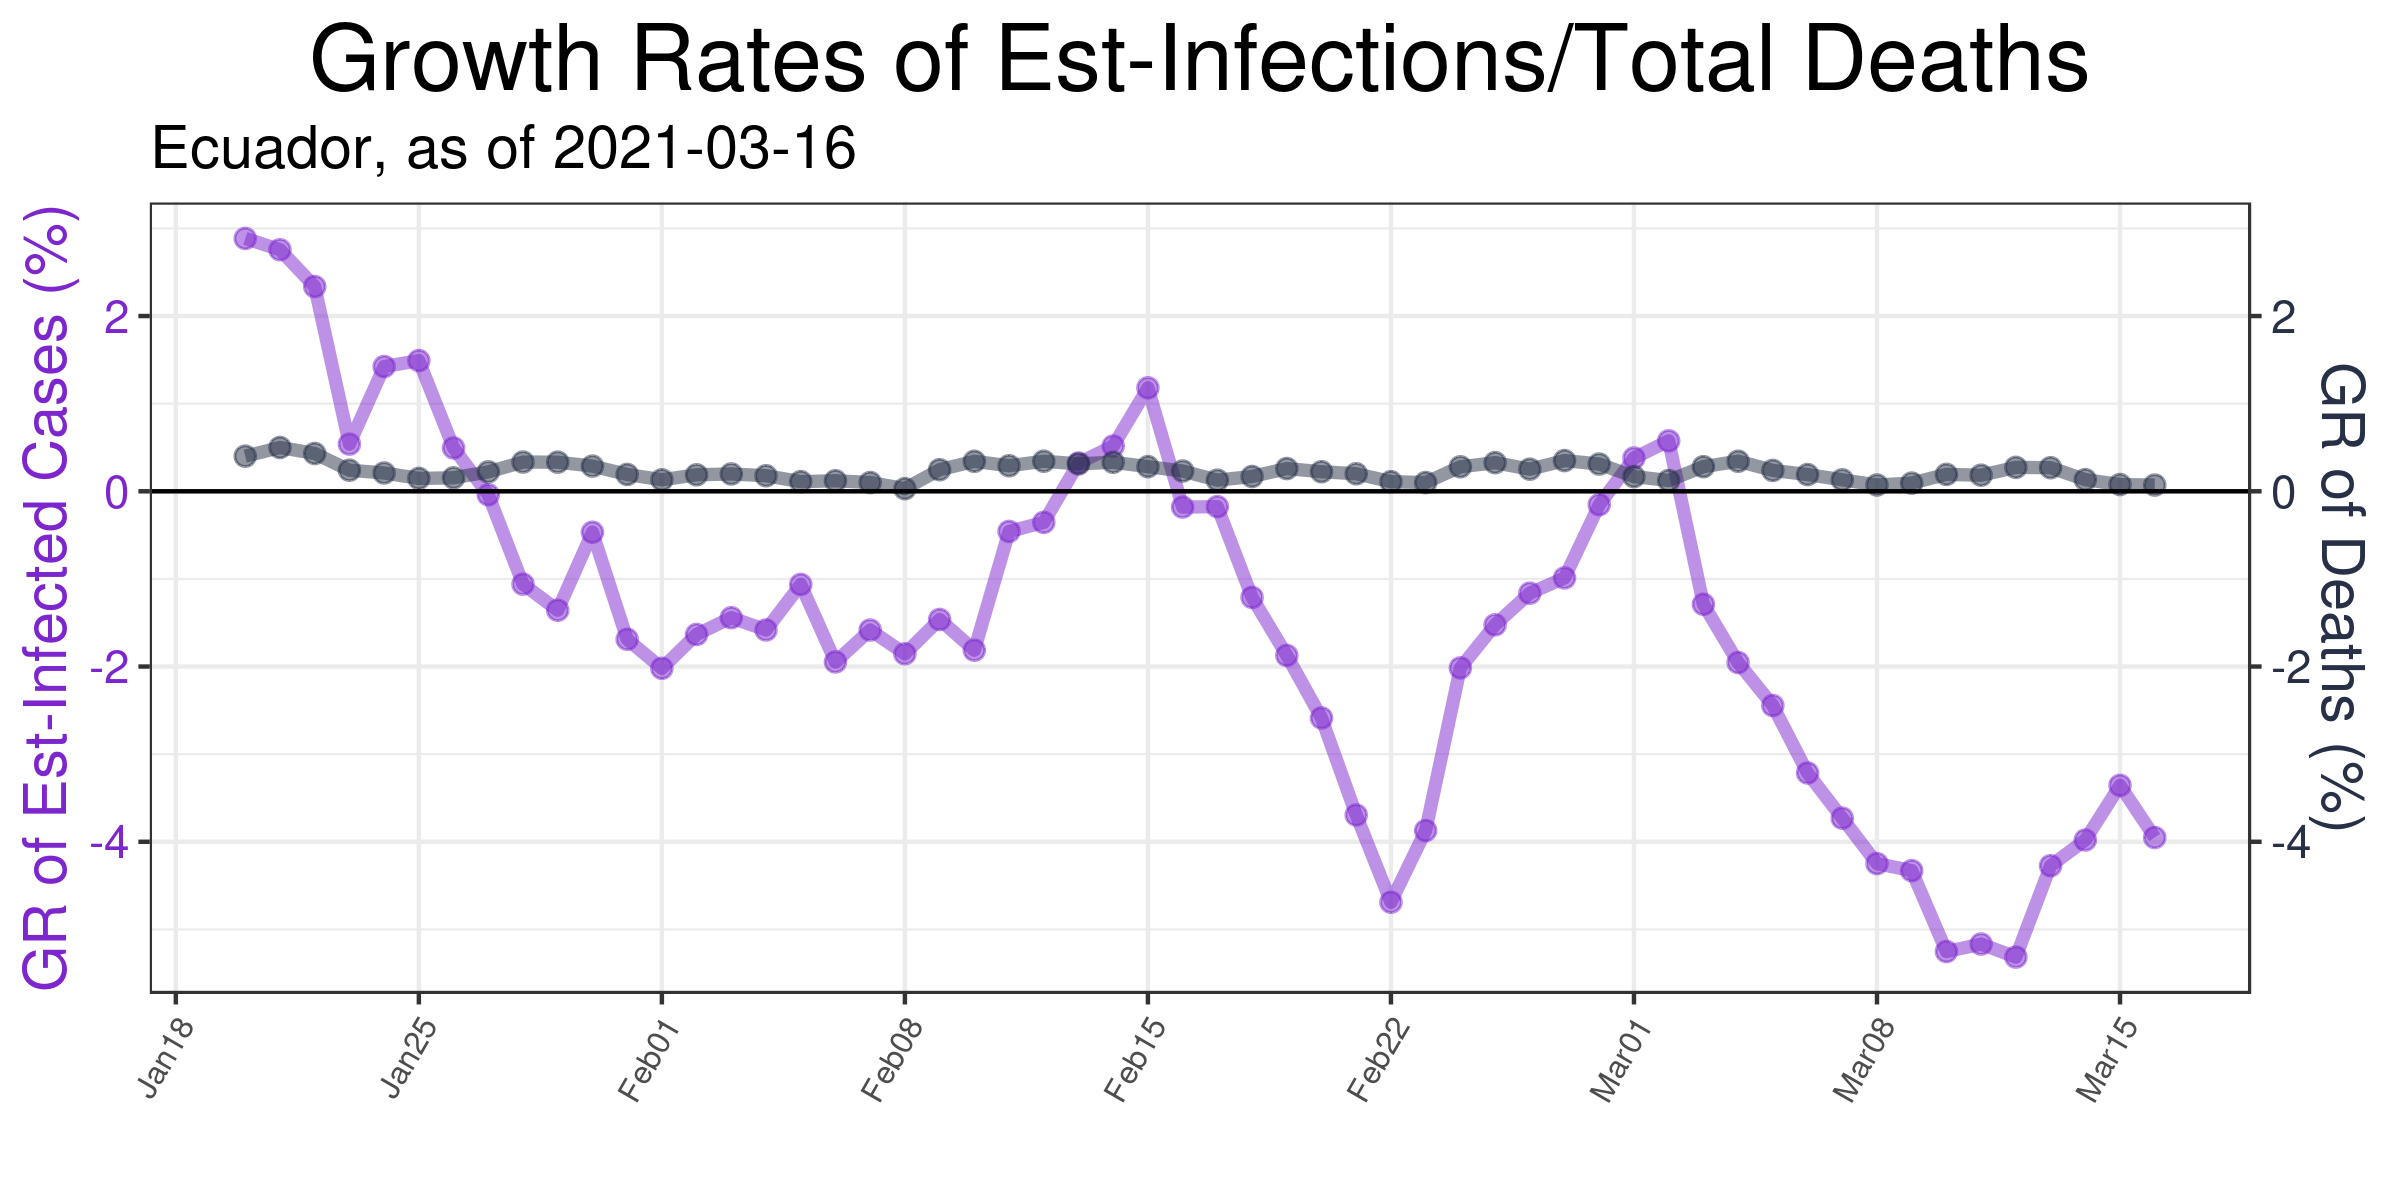 Growth Rates of Est-Infections/Total Deaths
Ecuador, as of 2021-03-16
GR of Est-Infected Cases (%)
2
0
-2
-4
2
0
-2
-4
GR of Deaths (%)
Jan18
Jan25
Feb01
Feb08
Feb15
Feb22
Mar01
Mar08
Mar15